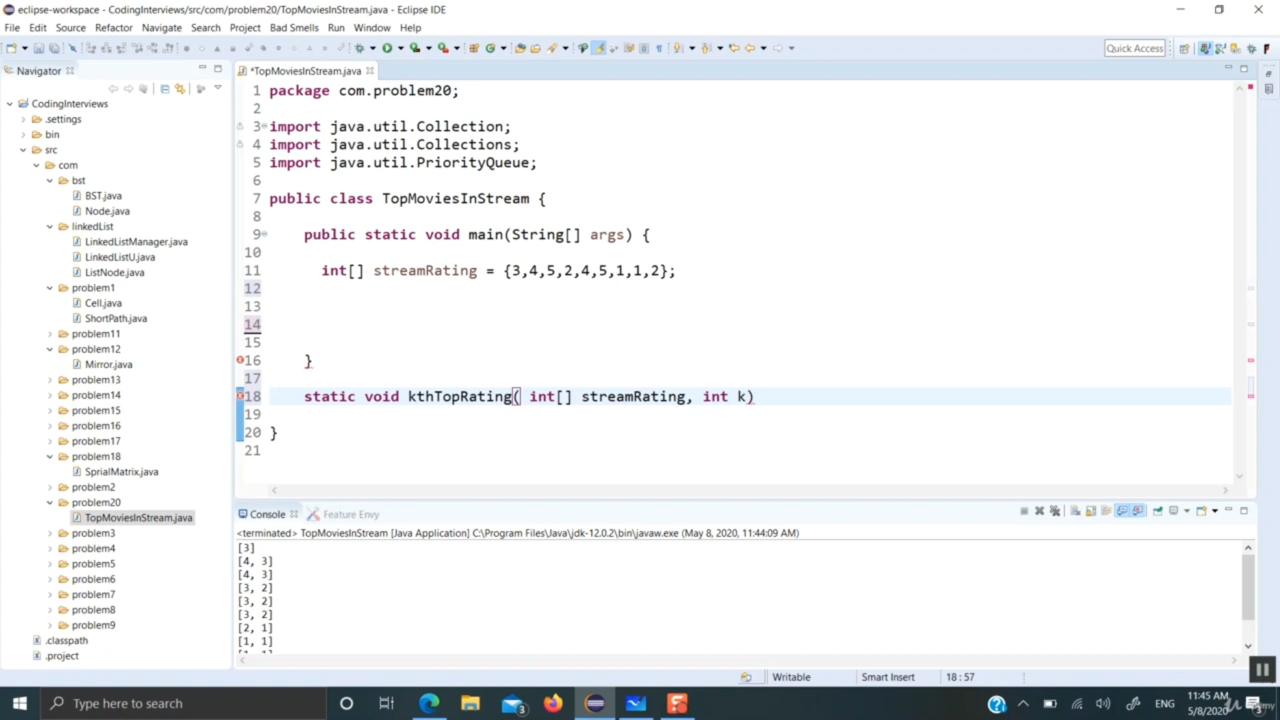 eclipse-workspace - CodingInterviews/src/com/problem20/TopMoviesInStream.java - Eclipse IDE
File Edit Source Refactor Navigate Search Project Bad Smells Run Window Help
Quick Access
Navigator
*TopMoviesInStream.java
CodingInterviews
.settings
bin
src
com
bst
BST.java
Node.java
linkedList
LinkedListManager.java
LinkedListU.java
ListNode.java
problem1
Cell.java
ShortPath.java
problem11
problem12
Mirror.java
problem13
problem14
problem15
problem16
problem17
problem18
SprialMatrix.java
problem2
problem20
TopMoviesInStream.java
problem3
problem4
problem5
problem6
problem7
problem8
problem9
.classpath
.project
1 package com.problem20;
2
3 import java.util.Collection;
4 import java.util.Collections;
5 import java.util.PriorityQueue;
6
7 public class TopMoviesInStream {
8
9 public static void main(String[] args) {
10
11 int[] streamRating = {3,4,5,2,4,5,1,1,2};
12
13
14
15
16 }
17
18 static void kthTopRating( int[] streamRating, int k)
19
20 }
21
Console Feature Envy
<terminated> TopMoviesInStream [Java Application] C:\Program Files\Java\jdk-12.0.2\bin\javaw.exe (May 8, 2020, 11:44:09 AM)
[3]
[4, 3]
[4, 3]
[3, 2]
[3, 2]
[3, 2]
[2, 1]
[1, 1]
Writable Smart Insert 18 : 57
Type here to search
3
ENG
11:45 AM
5/8/2020
3